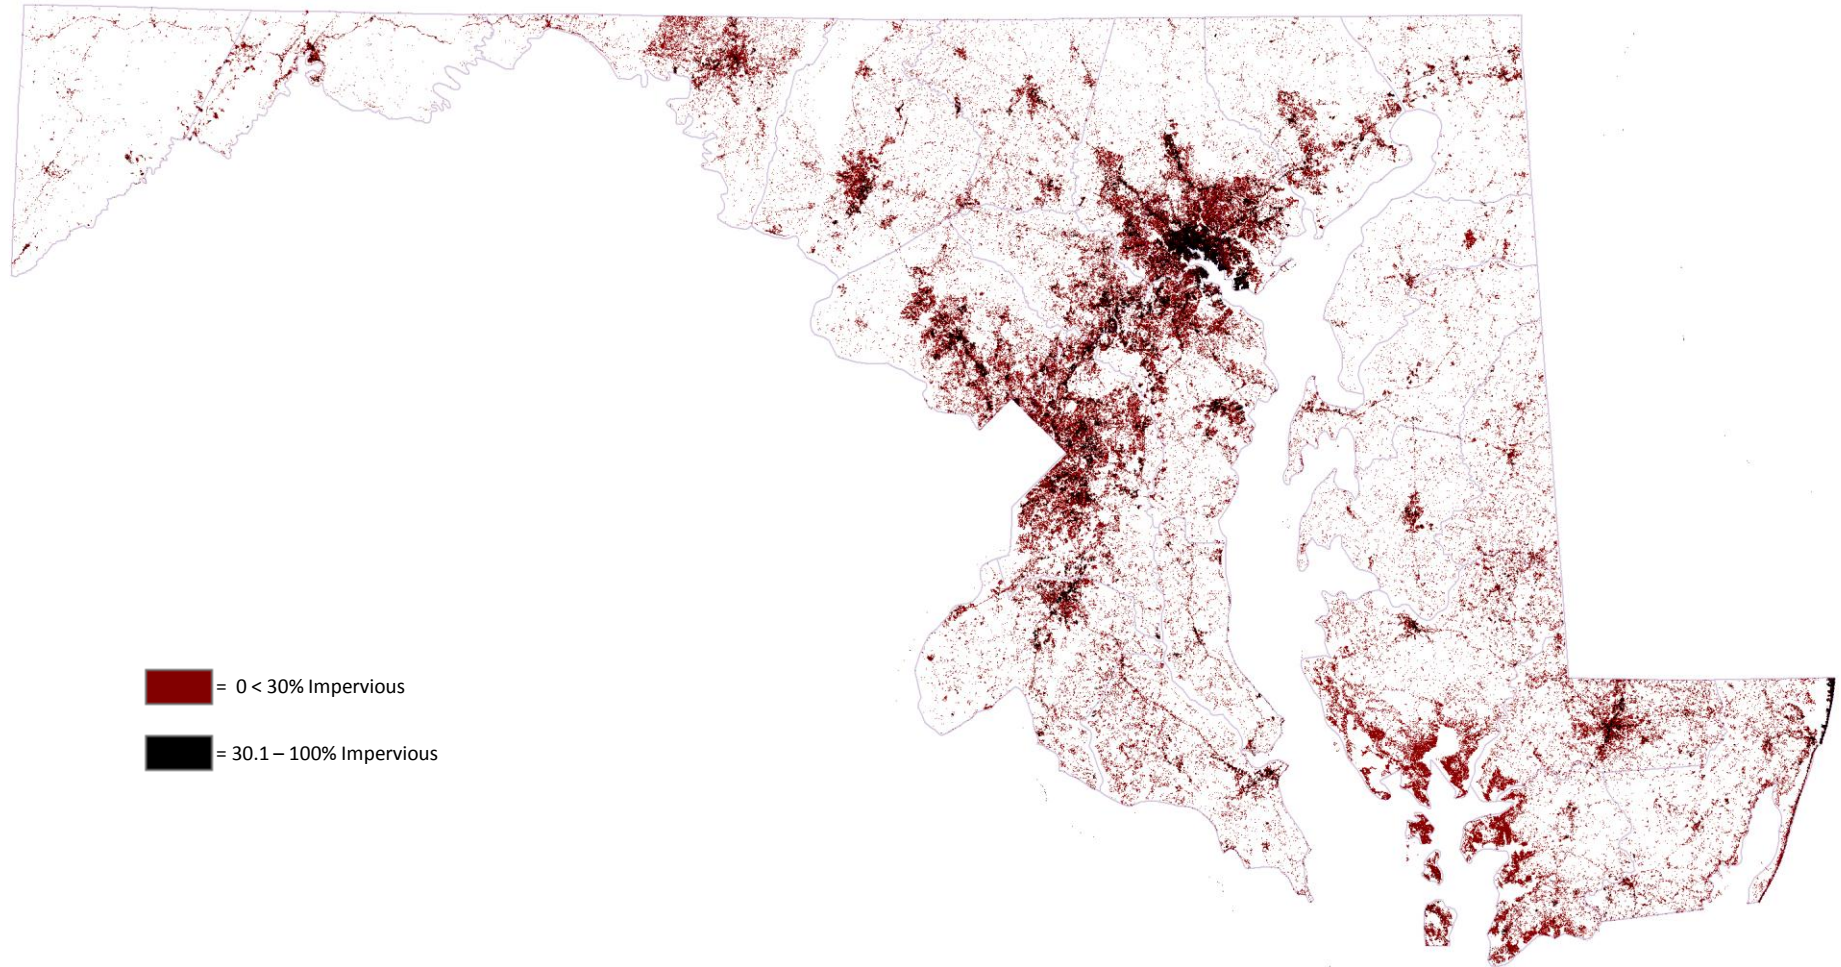 = 0 < 30% Impervious
= 30.1 – 100% Impervious